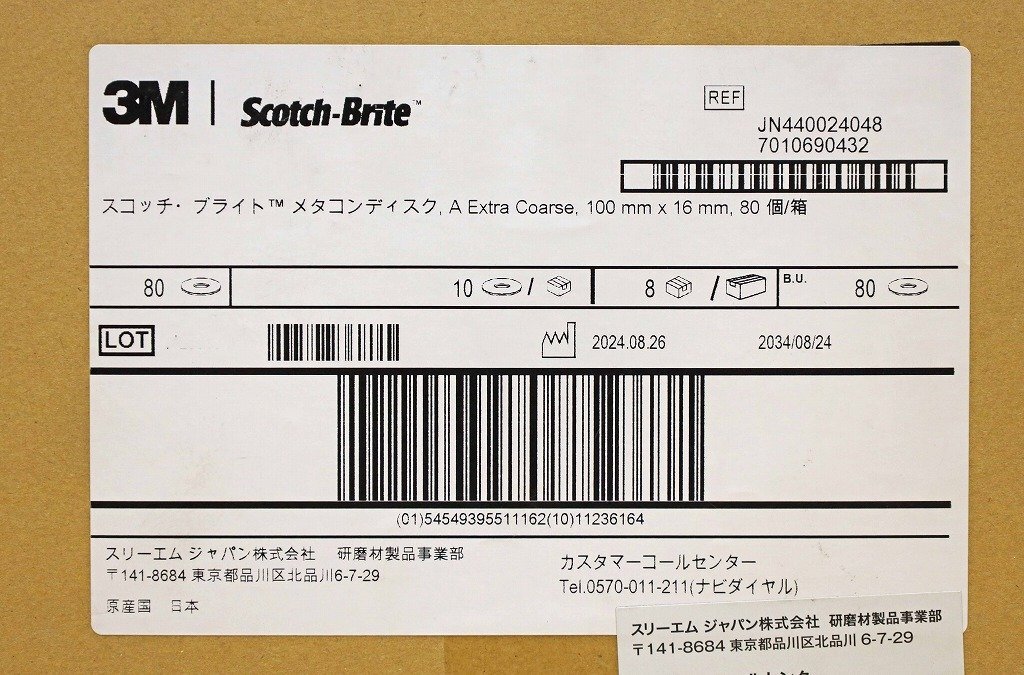 3M | Scotch-Brite™
REF
JN440024048
7010690432
スコッチ・ブライト™ メタコンディスク, A Extra Coarse, 100 mm x 16 mm, 80 個/箱
80 10 / 8 / B.U. 80
LOT 2024.08.26 2034/08/24
(01)54549395511162(10)11236164
スリーエム ジャパン株式会社 研磨材製品事業部
〒141-8684 東京都品川区北品川6-7-29
原産国 日本
カスタマーコールセンター
Tel.0570-011-211(ナビダイヤル)
スリーエム ジャパン株式会社 研磨材製品事業部
〒141-8684 東京都品川区北品川 6-7-29